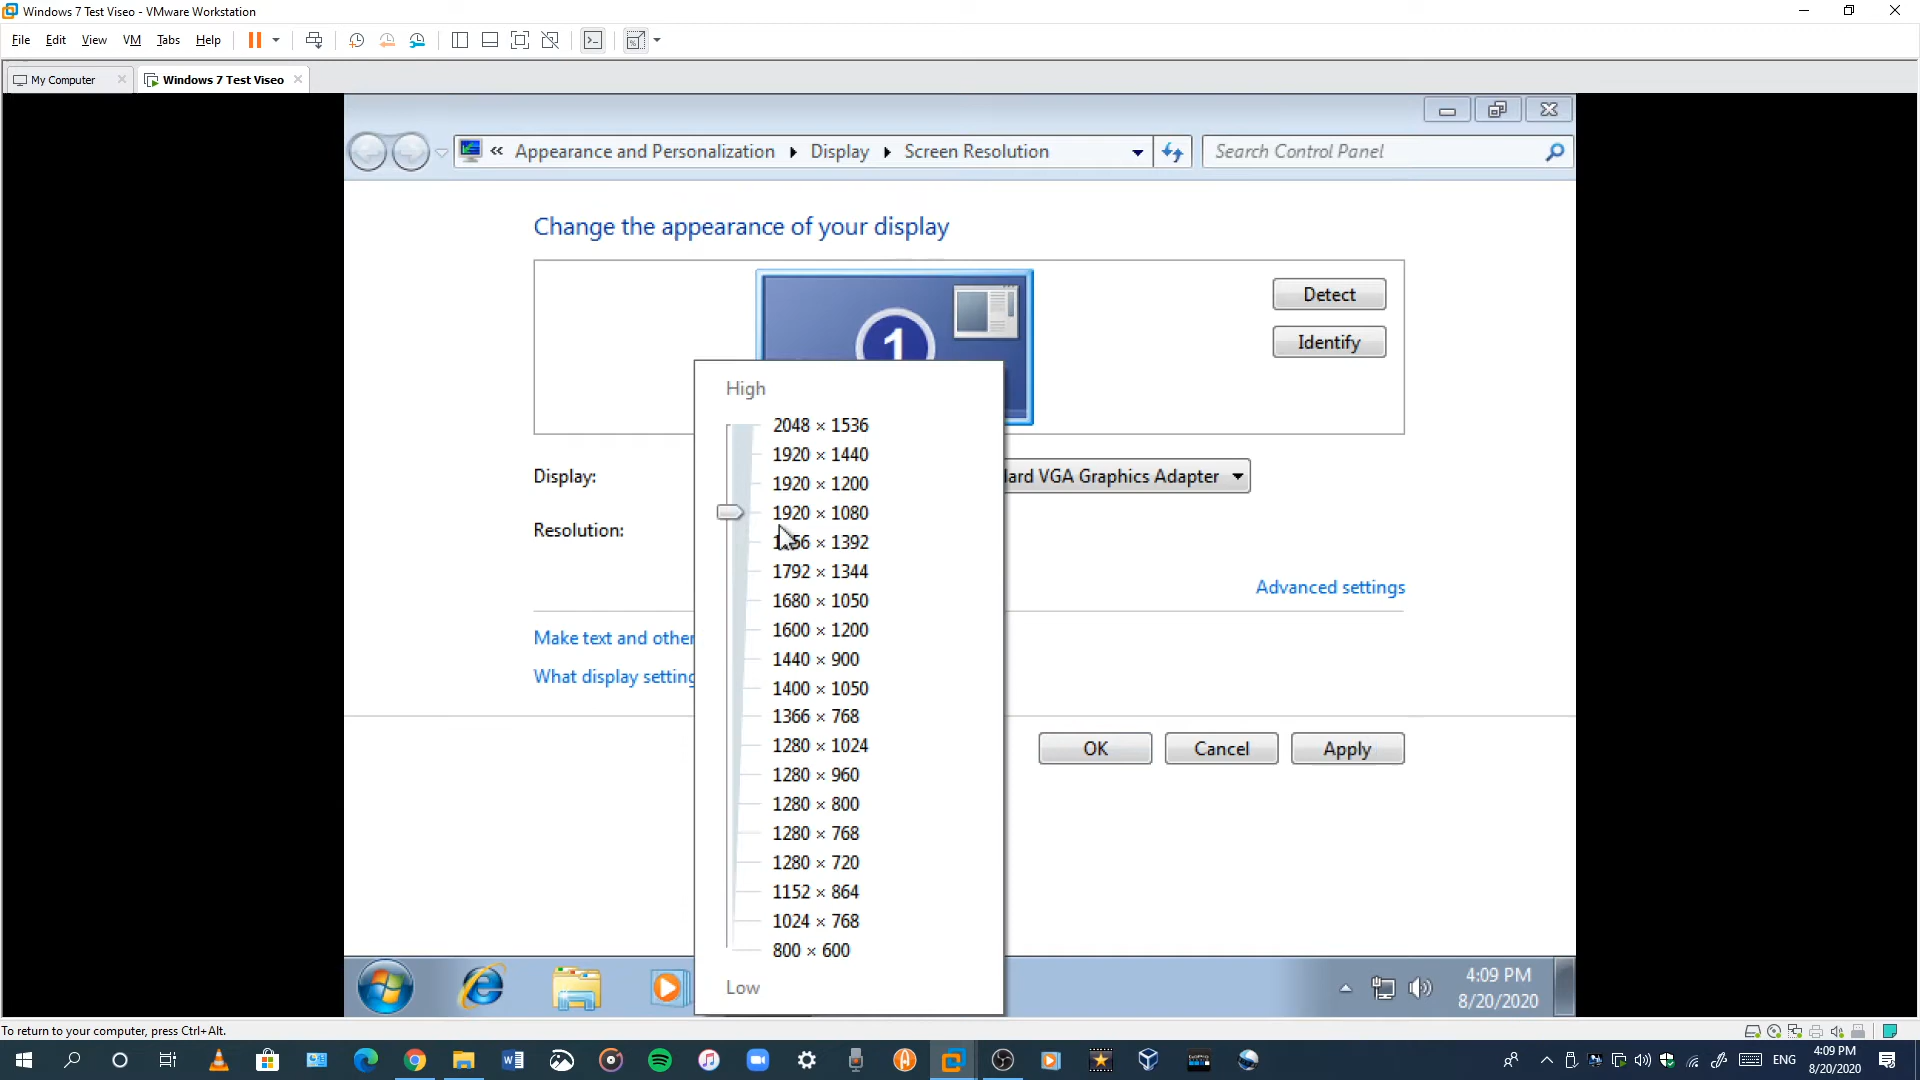 Windows 7 Test Viseo - VMware Workstation
File Edit View VM Tabs Help
My Computer Windows 7 Test Viseo
« Appearance and Personalization Display Screen Resolution Search Control Panel
Change the appearance of your display
1
Detect
Identify
High
2048 × 1536
1920 × 1440
Display: 1920 × 1200 dard VGA Graphics Adapter
1920 × 1080
Resolution:
× 1392
1792 × 1344
Advanced settings
1680 × 1050
Make text and other 1600 × 1200
1440 × 900
What display setting 1400 × 1050
1366 × 768
1280 × 1024 OK Cancel Apply
1280 × 960
1280 × 800
1280 × 768
1280 × 720
1152 × 864
1024 × 768
800 × 600
Low
4:09 PM
8/20/2020
To return to your computer, press Ctrl+Alt.
ENG 4:09 PM
8/20/2020